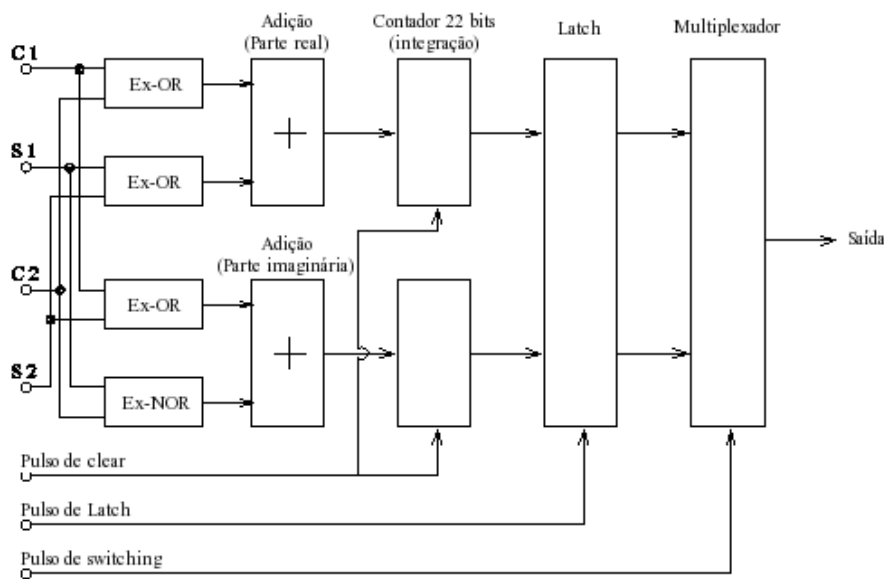 Adição
(Parte real)
Contador 22 bits
(integração)
Latch
Multiplexador
C1
Ex-OR
+
S1
Ex-OR
Adição
(Parte imaginária)
Saída
C2
Ex-OR
+
S2
Ex-NOR
Pulso de clear
Pulso de Latch
Pulso de switching